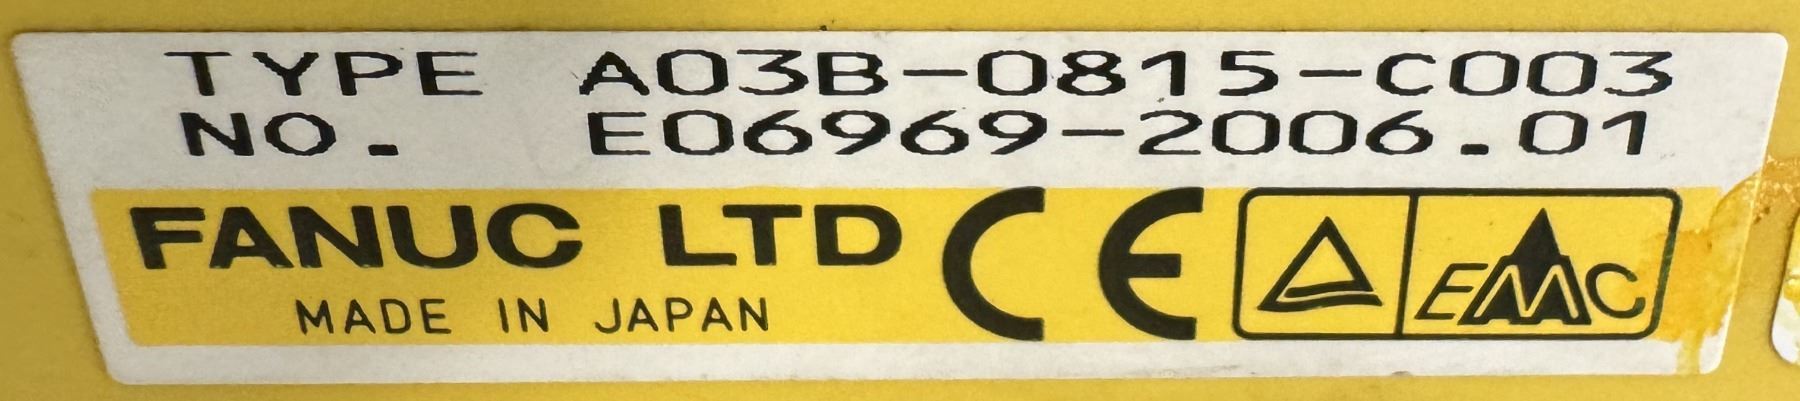 TYPE A03B-0815-C003
NO. E06969-2006.01
FANUC LTD CE EMC
MADE IN JAPAN